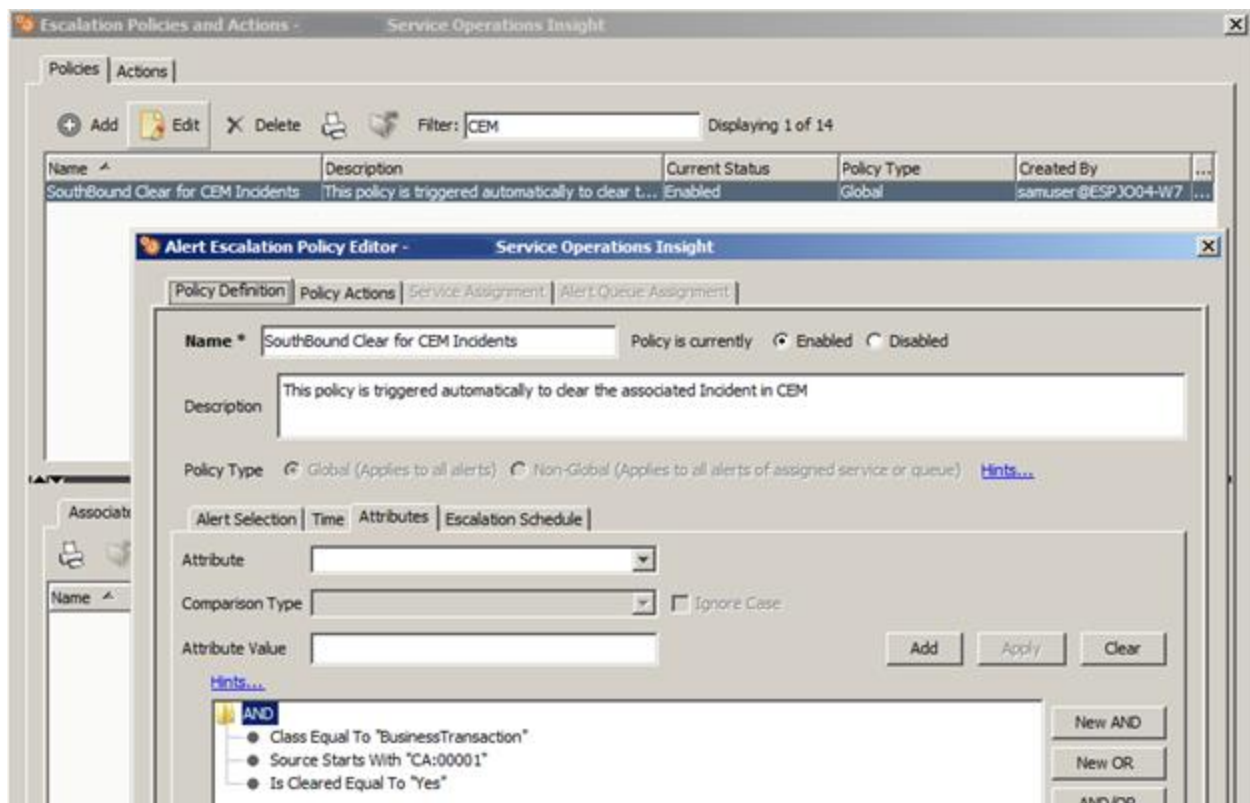 Escalation Policies and Actions - Service Operations Insight
Policies Actions
Add Edit Delete Filter: CEM Displaying 1 of 14
Name Description Current Status Policy Type Created By ...
SouthBound Clear for CEM Incidents This policy is triggered automatically to clear t... Enabled Global samuser@ESPJO04-W7 ...
Alert Escalation Policy Editor - Service Operations Insight
Policy Definition Policy Actions Service Assignment Alert Queue Assignment
Name * SouthBound Clear for CEM Incidents Policy is currently Enabled Disabled
Description This policy is triggered automatically to clear the associated Incident in CEM
Policy Type Global (Applies to all alerts) Non-Global (Applies to all alerts of assigned service or queue) Hints...
Associate
Alert Selection Time Attributes Escalation Schedule
Attribute
Name
Comparison Type Ignore Case
Attribute Value Add Apply Clear
Hints...
AND New AND
Class Equal To "BusinessTransaction"
Source Starts With "CA:00001" New OR
Is Cleared Equal To "Yes"
AND/OR